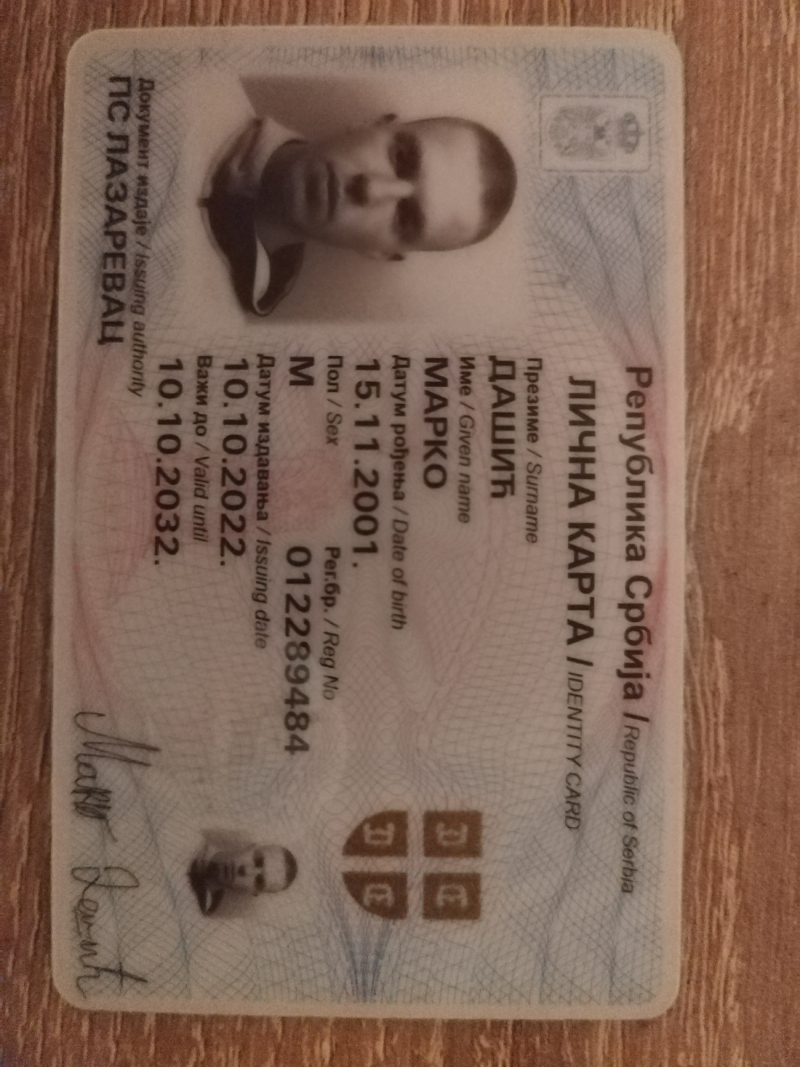 Република Србија / Republic of Serbia
ЛИЧНА КАРТА / IDENTITY CARD
Презиме / Surname
ДАШИЋ
Име / Given name
МАРКО
Датум рођења / Date of birth
15.11.2001.
Пол / Sex Рег.бр. / Reg No
М 012289484
Датум издавања / Issuing date
10.10.2022.
Важи до / Valid until
10.10.2032.
Документ издаје / Issuing authority
ПС ЛАЗАРЕВАЦ
Марко Дашић